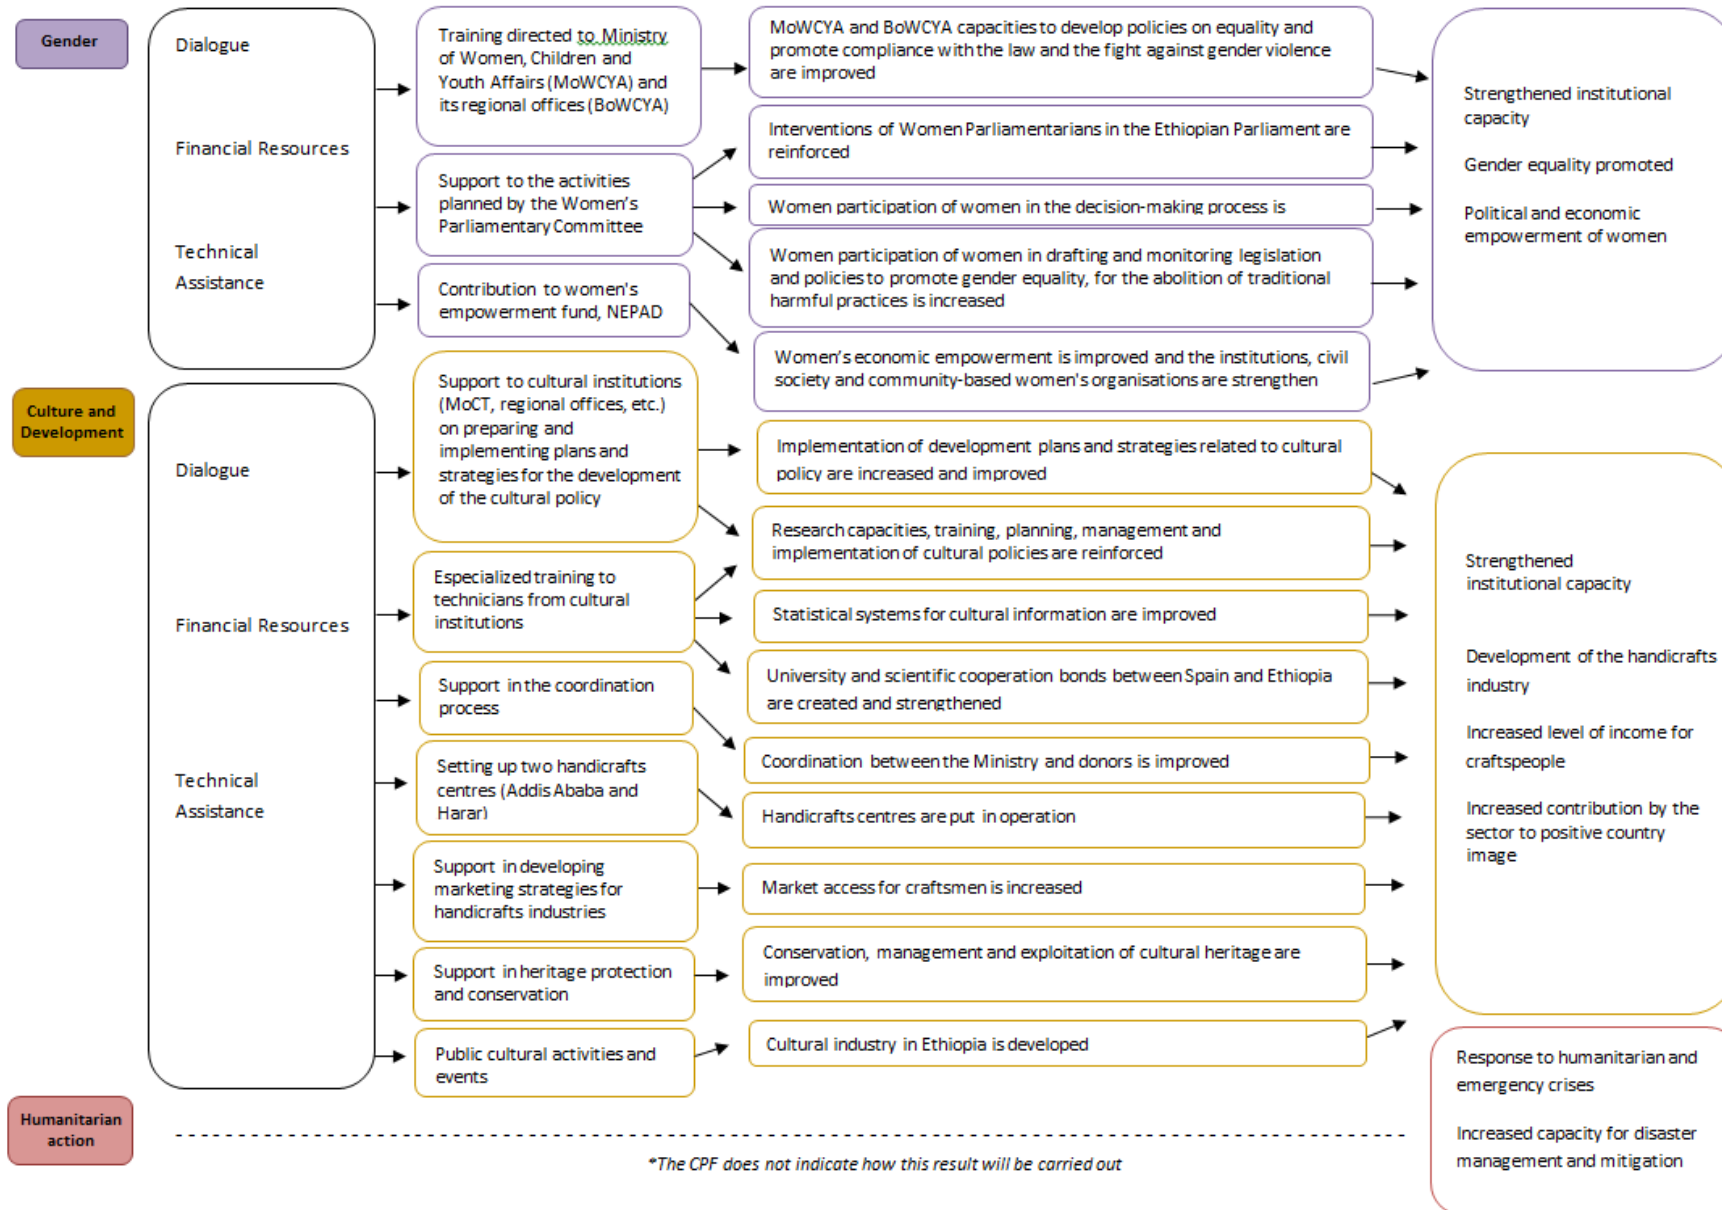 Gender
Dialogue
Financial Resources
Technical
Assistance
Training directed to Ministry
of Women, Children and
Youth Affairs (MoWCYA) and
its regional offices (BoWCYA)
Support to the activities
planned by the Women's
Parliamentary Committee
Contribution to women's
empowerment fund, NEPAD
MoWCYA and BoWCYA capacities to develop policies on equality and
promote compliance with the law and the fight against gender violence
are improved
Interventions of Women Parliamentarians in the Ethiopian Parliament are
reinforced
Women participation of women in the decision-making process is
Women participation of women in drafting and monitoring legislation
and policies to promote gender equality, for the abolition of traditional
harmful practices is increased
Women's economic empowerment is improved and the institutions, civil
society and community-based women's organisations are strengthen
Strengthened institutional
capacity
Gender equality promoted
Political and economic
empowerment of women
Culture and
Development
Dialogue
Financial Resources
Technical
Assistance
Support to cultural institutions
(MoCT, regional offices, etc.)
on preparing and
implementing plans and
strategies for the development
of the cultural policy
Especialized training to
technicians from cultural
institutions
Support in the coordination
process
Setting up two handicrafts
centres (Addis Ababa and
Harar)
Support in developing
marketing strategies for
handicrafts industries
Support in heritage protection
and conservation
Public cultural activities and
events
Implementation of development plans and strategies related to cultural
policy are increased and improved
Research capacities, training, planning, management and
implementation of cultural policies are reinforced
Statistical systems for cultural information are improved
University and scientific cooperation bonds between Spain and Ethiopia
are created and strengthened
Coordination between the Ministry and donors is improved
Handicrafts centres are put in operation
Market access for craftsmen is increased
Conservation, management and exploitation of cultural heritage are
improved
Cultural industry in Ethiopia is developed
Strengthened
institutional capacity
Development of the handicrafts
industry
Increased level of income for
craftspeople
Increased contribution by the
sector to positive country
image
Humanitarian
action
*The CPF does not indicate how this result will be carried out
Response to humanitarian and
emergency crises
Increased capacity for disaster
management and mitigation